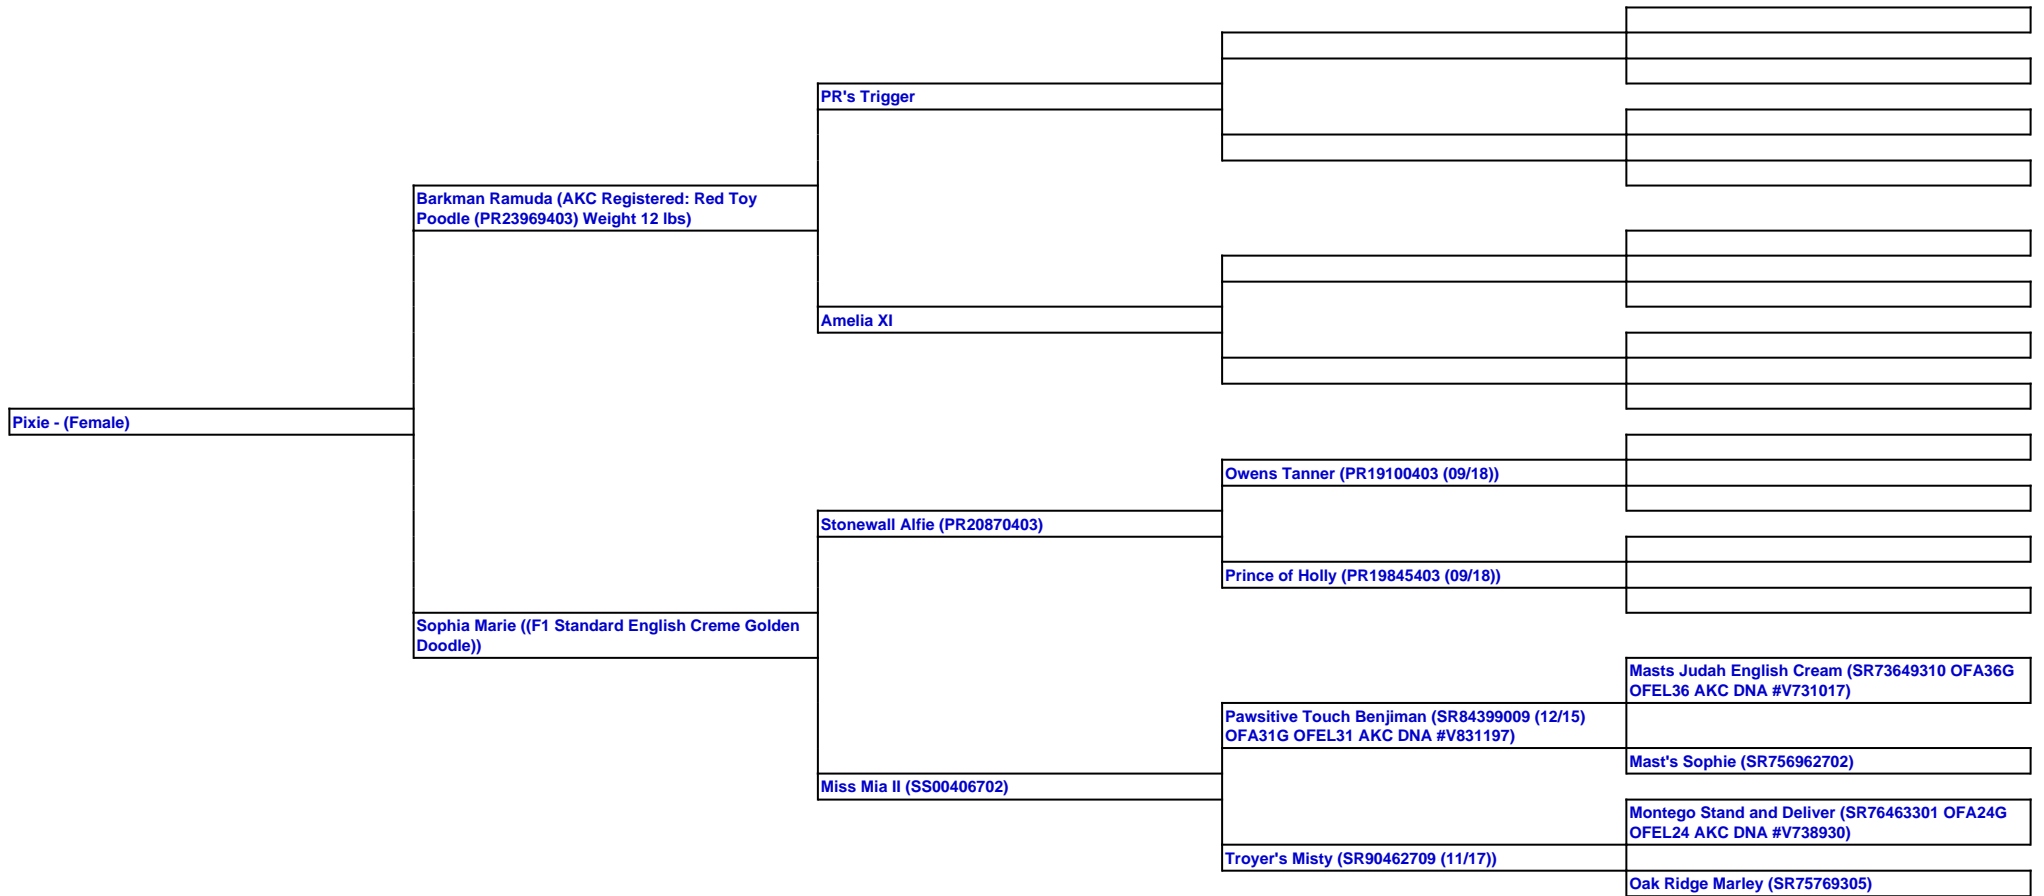 PR's Trigger
Barkman Ramuda (AKC Registered: Red Toy
Poodle (PR23969403) Weight 12 lbs)
Amelia XI
Pixie - (Female)
Owens Tanner (PR19100403 (09/18))
Stonewall Alfie (PR20870403)
Prince of Holly (PR19845403 (09/18))
Sophia Marie ((F1 Standard English Creme Golden
Doodle))
Masts Judah English Cream (SR73649310 OFA36G
OFEL36 AKC DNA #V731017)
Pawsitive Touch Benjiman (SR84399009 (12/15)
OFA31G OFEL31 AKC DNA #V831197)
Mast's Sophie (SR756962702)
Miss Mia II (SS00406702)
Montego Stand and Deliver (SR76463301 OFA24G
OFEL24 AKC DNA #V738930)
Troyer's Misty (SR90462709 (11/17))
Oak Ridge Marley (SR75769305)